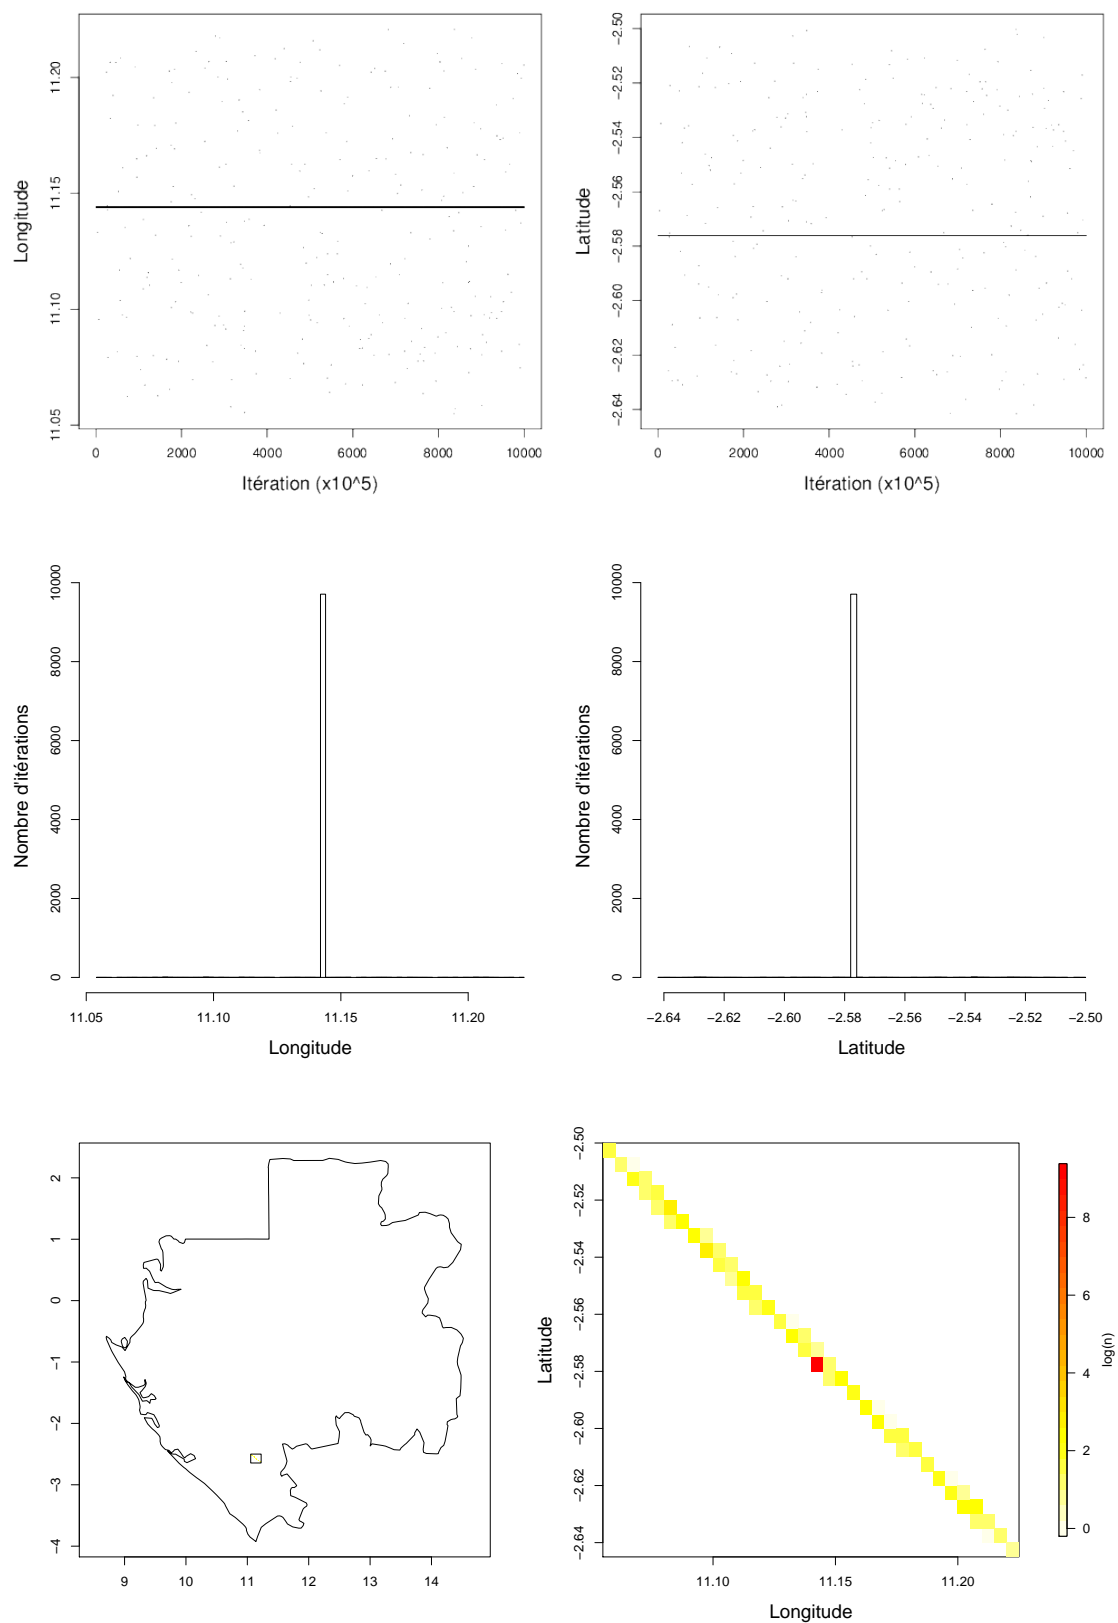 Longitude
11.05 11.10 11.15 11.20
0 2000 4000 6000 8000 10000
Itération (x10^5)
Latitude
−2.64 −2.62 −2.60 −2.58 −2.56 −2.54 −2.52 −2.50
0 2000 4000 6000 8000 10000
Itération (x10^5)
Nombre d'itérations
0 2000 4000 6000 8000 10000
11.05 11.10 11.15 11.20
Longitude
Nombre d'itérations
0 2000 4000 6000 8000 10000
−2.64 −2.62 −2.60 −2.58 −2.56 −2.54 −2.52 −2.50
Latitude
−4 −3 −2 −1 0 1 2
9 10 11 12 13 14
Latitude
−2.64 −2.62 −2.60 −2.58 −2.56 −2.54 −2.52 −2.50
11.10 11.15 11.20
Longitude
0 2 4 6 8
log(n)